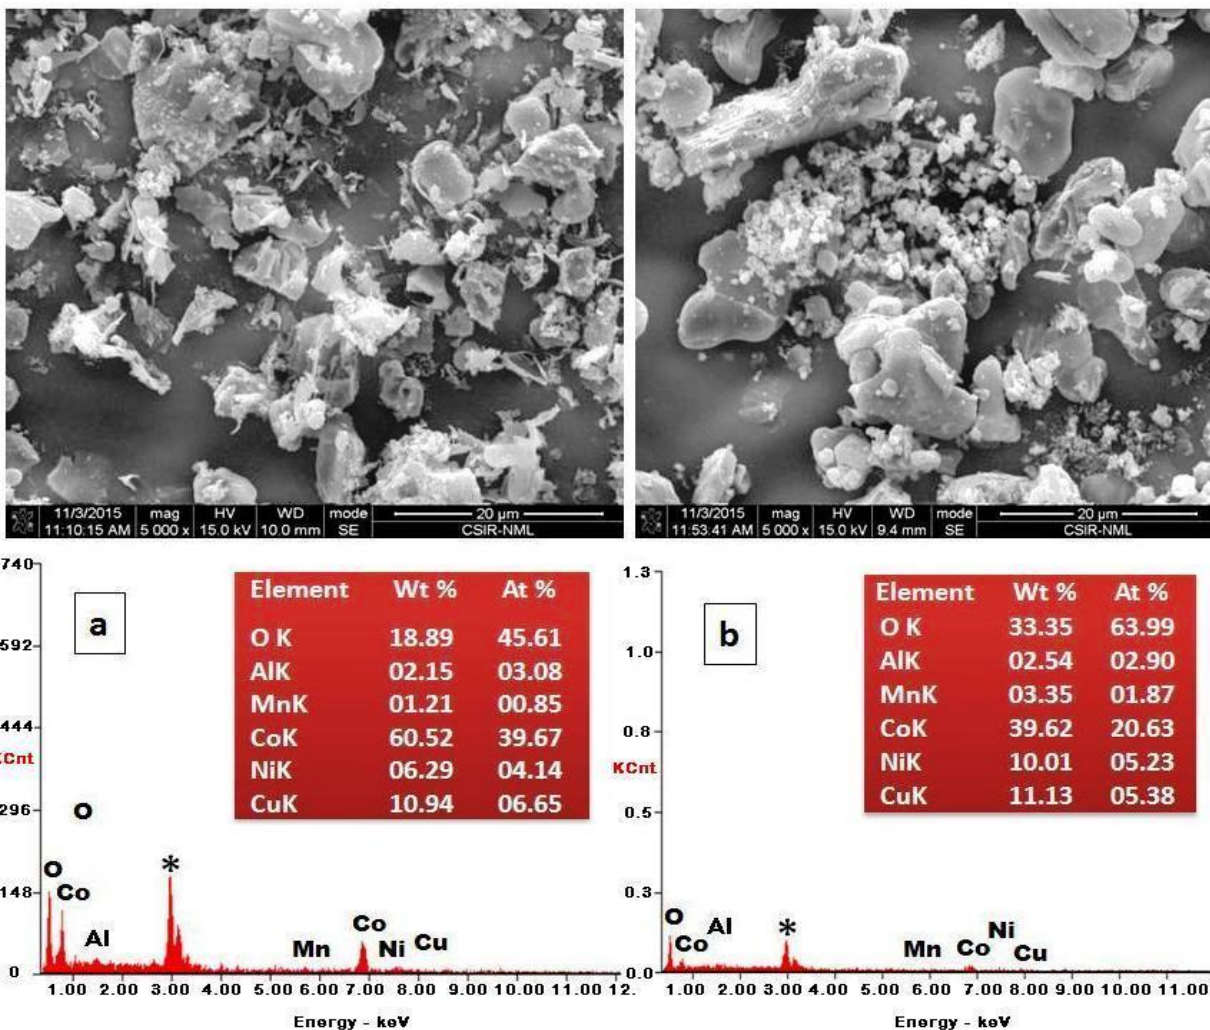 11/3/2015 mag HV WD mode 20 µm
11:10:15 AM 5 000 x 15.0 kV 10.0 mm SE CSIR-NML
11/3/2015 mag HV WD mode 20 µm
11:53:41 AM 5 000 x 15.0 kV 9.4 mm SE CSIR-NML
a
Element Wt % At %
O K 18.89 45.61
AlK 02.15 03.08
MnK 01.21 00.85
CoK 60.52 39.67
NiK 06.29 04.14
CuK 10.94 06.65
740
592
444
KCnt
296
148
0
O
O
Co
Al
*
Mn
Co
Ni
Cu
1.00 2.00 3.00 4.00 5.00 6.00 7.00 8.00 9.00 10.00 11.00 12.
Energy - keV
b
Element Wt % At %
O K 33.35 63.99
AlK 02.54 02.90
MnK 03.35 01.87
CoK 39.62 20.63
NiK 10.01 05.23
CuK 11.13 05.38
1.3
1.0
0.8
KCnt
0.5
0.3
0.0
O
Co
Al
*
Mn
Co
Ni
Cu
1.00 2.00 3.00 4.00 5.00 6.00 7.00 8.00 9.00 10.00 11.00
Energy - keV